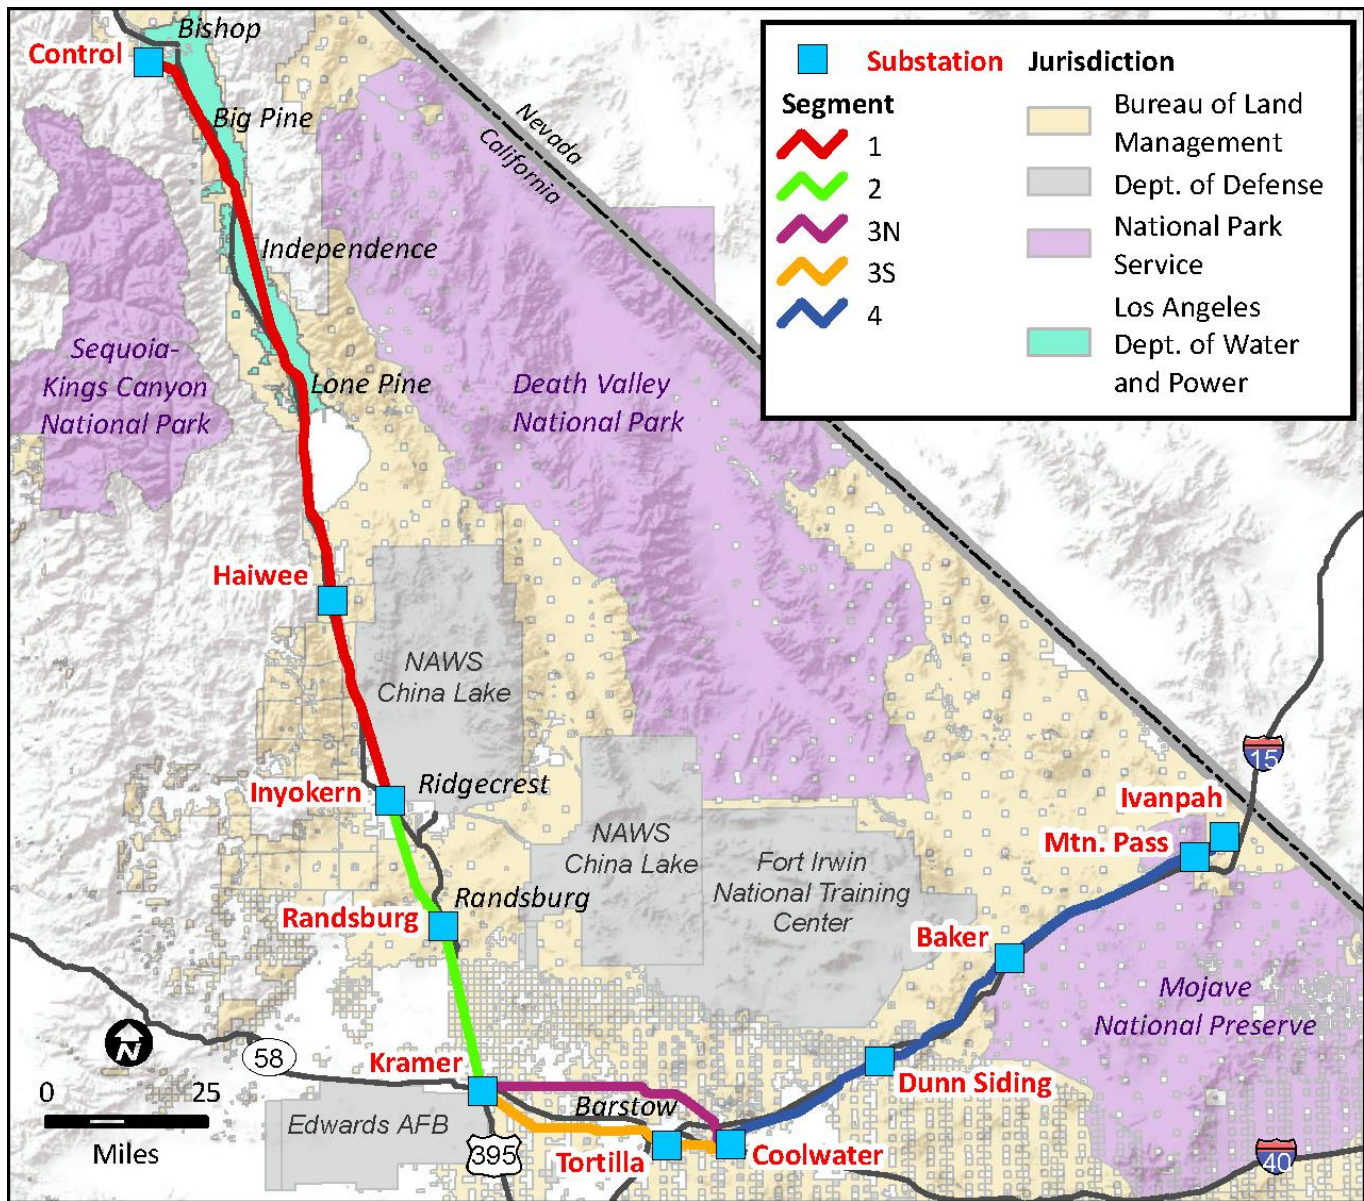 Bishop
Control
Big Pine
Nevada
California
Independence
Sequoia-
Kings Canyon
National Park
Lone Pine
Death Valley
National Park
Substation
Segment
1
2
3N
3S
4
Jurisdiction
Bureau of Land
Management
Dept. of Defense
National Park
Service
Los Angeles
Dept. of Water
and Power
Haiwee
NAWS
China Lake
Inyokern
Ridgecrest
15
Ivanpah
Mtn. Pass
NAWS
China Lake
Fort Irwin
National Training
Center
Randsburg
Randsburg
Baker
Mojave
National Preserve
N
58
Kramer
0 25
Miles
Edwards AFB
395
Barstow
Tortilla
Coolwater
Dunn Siding
40